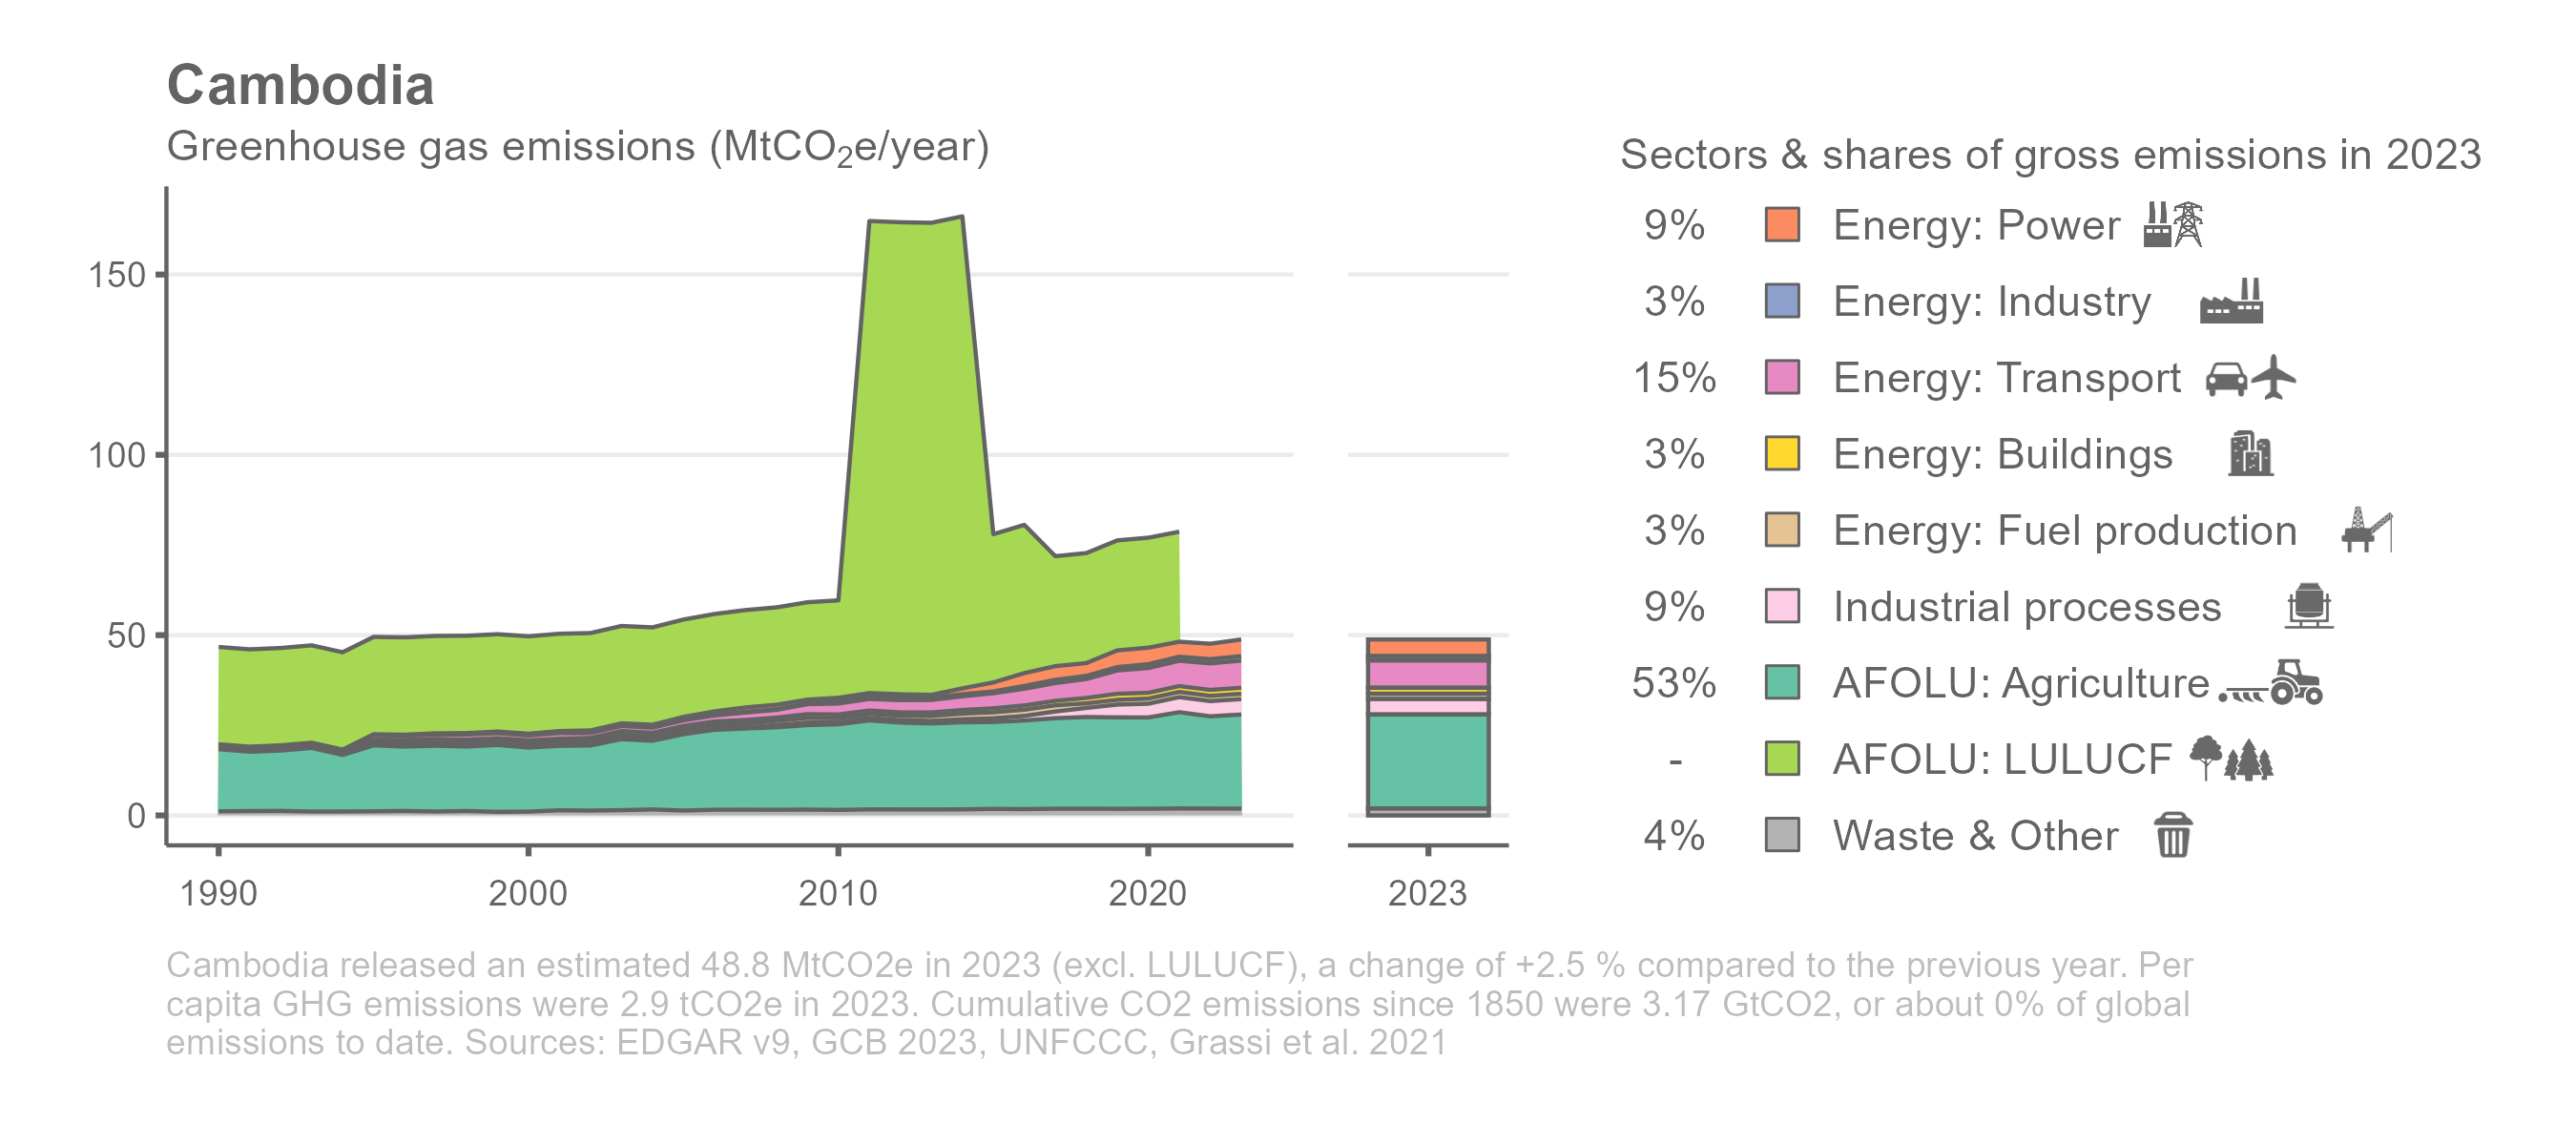 Cambodia
Greenhouse gas emissions (MtCO₂e/year)
150
100
50
0
1990 2000 2010 2020 2023
Sectors & shares of gross emissions in 2023
9% Energy: Power
3% Energy: Industry
15% Energy: Transport
3% Energy: Buildings
3% Energy: Fuel production
9% Industrial processes
53% AFOLU: Agriculture
- AFOLU: LULUCF
4% Waste & Other
Cambodia released an estimated 48.8 MtCO2e in 2023 (excl. LULUCF), a change of +2.5 % compared to the previous year. Per
capita GHG emissions were 2.9 tCO2e in 2023. Cumulative CO2 emissions since 1850 were 3.17 GtCO2, or about 0% of global
emissions to date. Sources: EDGAR v9, GCB 2023, UNFCCC, Grassi et al. 2021